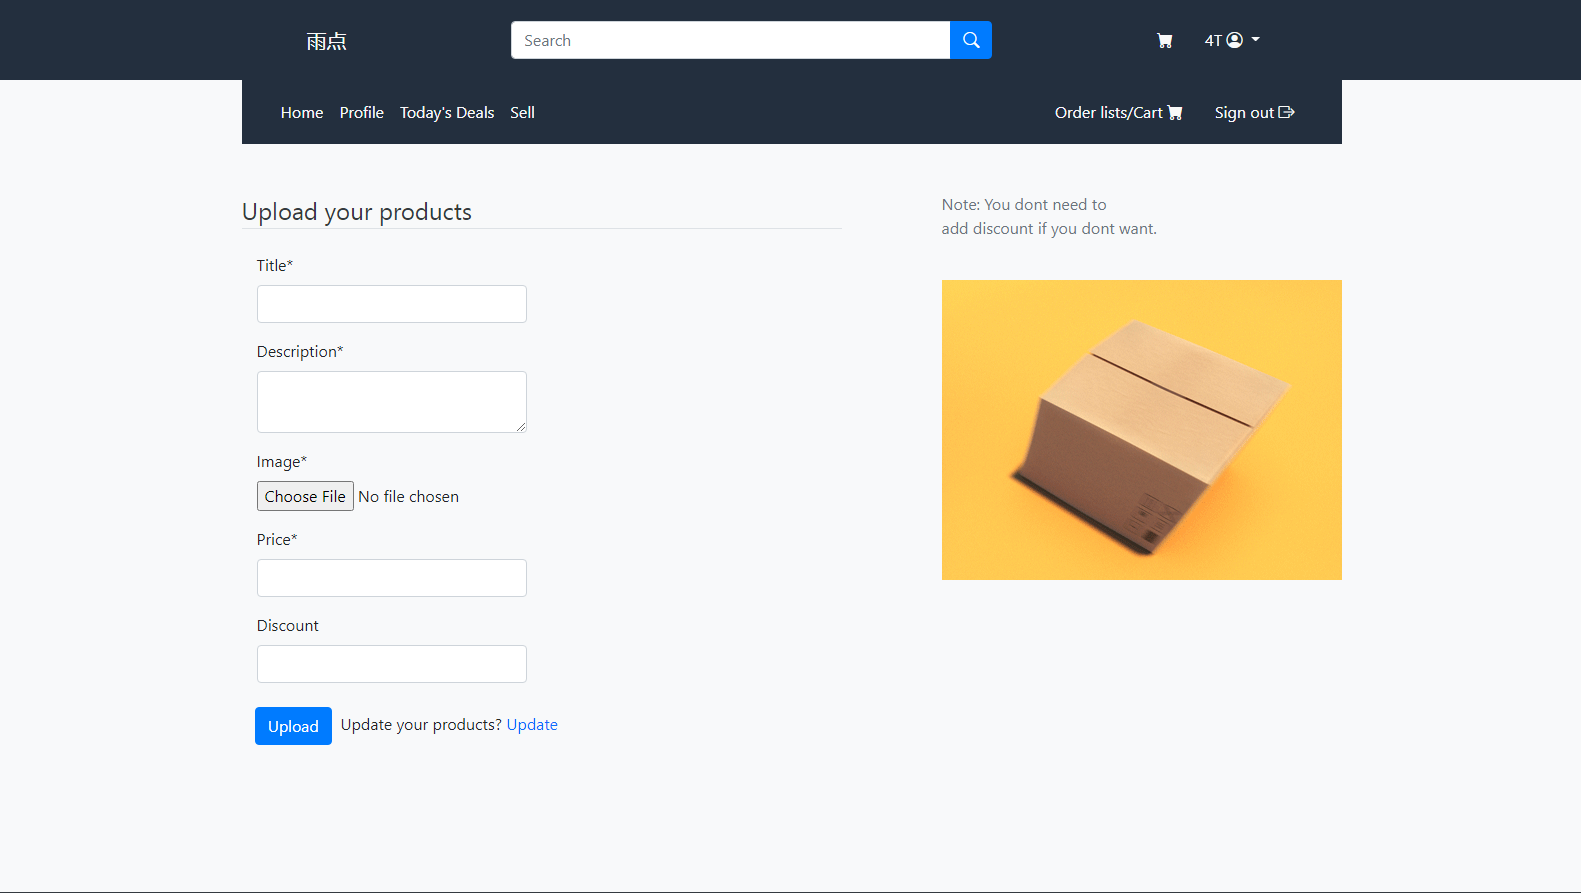 雨点
Search
4T
Home Profile Today's Deals Sell
Order lists/Cart Sign out
Upload your products
Title*
Description*
Image*
Choose File No file chosen
Price*
Discount
Upload Update your products? Update
Note: You dont need to
add discount if you dont want.